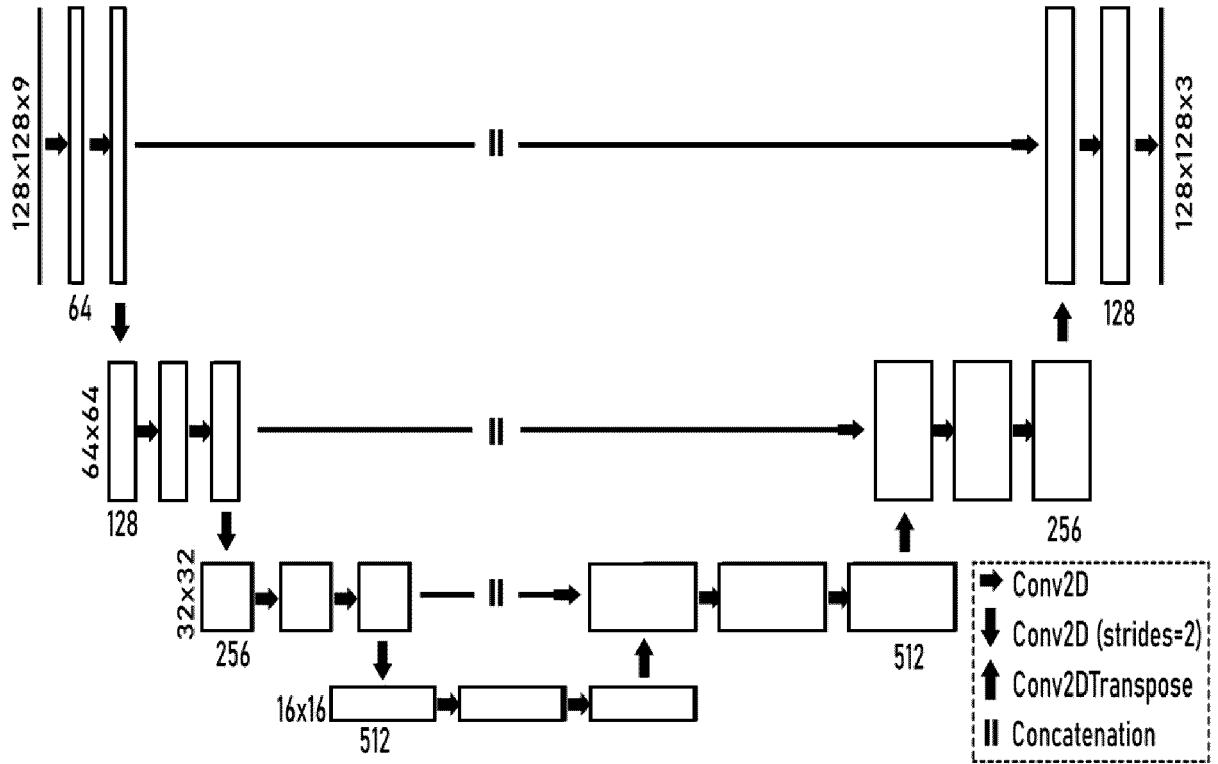 128x128x9
64
128x128x3
128
64x64
128
256
32x32
256
512
16x16
512
Conv2D
Conv2D (strides=2)
Conv2DTranspose
Concatenation